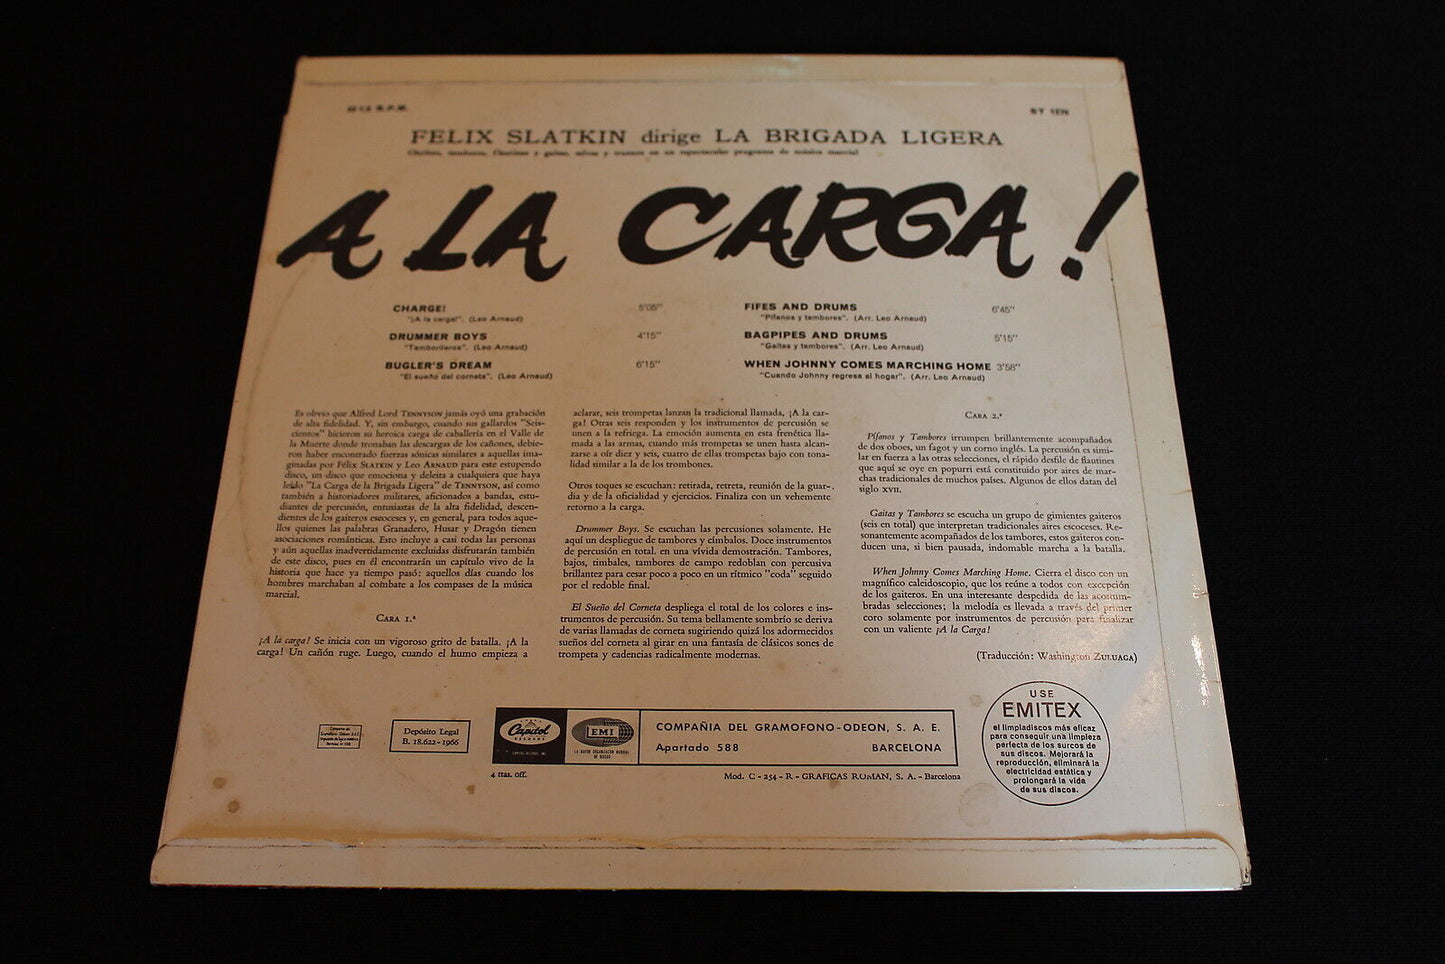 33 1/3 R.P.M.
FELIX SLATKIN dirige LA BRIGADA LIGERA
A LA CARGA!
CHARGE! 5'05"
"¡A la carga!". (Leo Arnaud)
DRUMMER BOYS 4'15"
"Tamborileros". (Leo Arnaud)
BUGLER'S DREAM 6'15"
"El sueño del corneta". (Leo Arnaud)
FIFES AND DRUMS 6'45"
"Pífanos y tambores". (Arr. Leo Arnaud)
BAGPIPES AND DRUMS 5'15"
"Gaitas y tambores". (Arr. Leo Arnaud)
WHEN JOHNNY COMES MARCHING HOME 3'58"
"Cuando Johnny regresa al hogar". (Arr. Leo Arnaud)
Es obvio que Alfred Lord TENNYSON jamás oyó una grabación
de alta fidelidad. Y, sin embargo, cuando sus gallardos "Seis-
cientos" hicieron su heroica carga de caballería en el Valle de
la Muerte donde tronaban las descargas de los cañones, debie-
ron haber encontrado fuerzas sónicas similares a aquellas ima-
ginadas por Félix SLATKIN y Leo ARNAUD para este estupendo
disco, un disco que emociona y deleita a cualquiera que haya
leído "La Carga de la Brigada Ligera" de TENNYSON, así como
también a historiadores militares, aficionados a bandas, estu-
diantes de percusión, entusiastas de la alta fidelidad, descen-
dientes de los gaiteros escoceses y, en general, para todos aque-
llos quienes las palabras Granadero, Husar y Dragón tienen
asociaciones románticas. Esto incluye a casi todas las personas
y aún aquellas inadvertidamente excluidas disfrutarán también
de este disco, pues en él encontrarán un capítulo vivo de la
historia que hace ya tiempo pasó: aquellos días cuando los
hombres marchaban al combate a los compases de la música
marcial.
CARA 1.ª
¡A la carga! Se inicia con un vigoroso grito de batalla. ¡A la
carga! Un cañón ruge. Luego, cuando el humo empieza a
aclarar, seis trompetas lanzan la tradicional llamada, ¡A la car-
ga! Otras seis responden y los instrumentos de percusión se
unen a la refriega. La emoción aumenta en esta frenética lla-
mada a las armas, cuando más trompetas se unen hasta alcan-
zarse a oír diez y seis, cuatro de ellas trompetas bajo con tona-
lidad similar a la de los trombones.
Otros toques se escuchan: retirada, retreta, reunión de la guar-
dia y de la oficialidad y ejercicios. Finaliza con un vehemente
retorno a la carga.
Drummer Boys. Se escuchan las percusiones solamente. He
aquí un despliegue de tambores y címbalos. Doce instrumentos
de percusión en total. en una vívida demostración. Tambores,
bajos, timbales, tambores de campo redoblan con percusiva
brillantez para cesar poco a poco en un rítmico "coda" seguido
por el redoble final.
El Sueño del Corneta despliega el total de los colores e ins-
trumentos de percusión. Su tema bellamente sombrío se deriva
de varias llamadas de corneta sugiriendo quizá los adormecidos
sueños del corneta al girar en una fantasía de clásicos sones de
trompeta y cadencias radicalmente modernas.
CARA 2.ª
Pífanos y Tambores irrumpen brillantemente acompañados
de dos oboes, un fagot y un corno inglés. La percusión es simi-
lar en fuerza a las otras selecciones, el rápido desfile de flautines
que aquí se oye en popurri está constituido por aires de mar-
chas tradicionales de muchos países. Algunos de ellos datan del
siglo XVII.
Gaitas y Tambores se escucha un grupo de gimientes gaiteros
(seis en total) que interpretan tradicionales aires escoceses. Re-
sonantemente acompañados de los tambores, estos gaiteros con-
ducen una, si bien pausada, indomable marcha a la batalla.
When Johnny Comes Marching Home. Cierra el disco con un
magnífico caleidoscopio, que los reúne a todos con excepción
de los gaiteros. En una interesante despedida de las acostum-
bradas selecciones; la melodía es llevada a través del primer
coro solamente por instrumentos de percusión para finalizar
con un valiente ¡A la Carga!
(Traducción: Washington ZULUAGA)
Depósito Legal
B. 18.622 - 1966
Capitol
RECORDS
EMI
LA MAYOR ORGANIZACION MUNDIAL
DE DISCOS
COMPAÑIA DEL GRAMOFONO-ODEON, S. A. E.
Apartado 588 BARCELONA
4 ttas. off.
Mod. C - 254 - R - GRAFICAS ROMAN, S. A. - Barcelona
USE
EMITEX
el limpiadiscos más eficaz
para conseguir una limpieza
perfecta de los surcos de
sus discos. Mejorará la
reproducción, eliminará la
electricidad estática y
prolongará la vida
de sus discos.